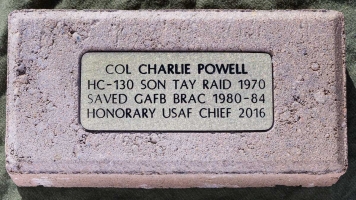 COL CHARLIE POWELL
HC-130 SON TAY RAID 1970
SAVED GAFB BRAC 1980-84
HONORARY USAF CHIEF 2016